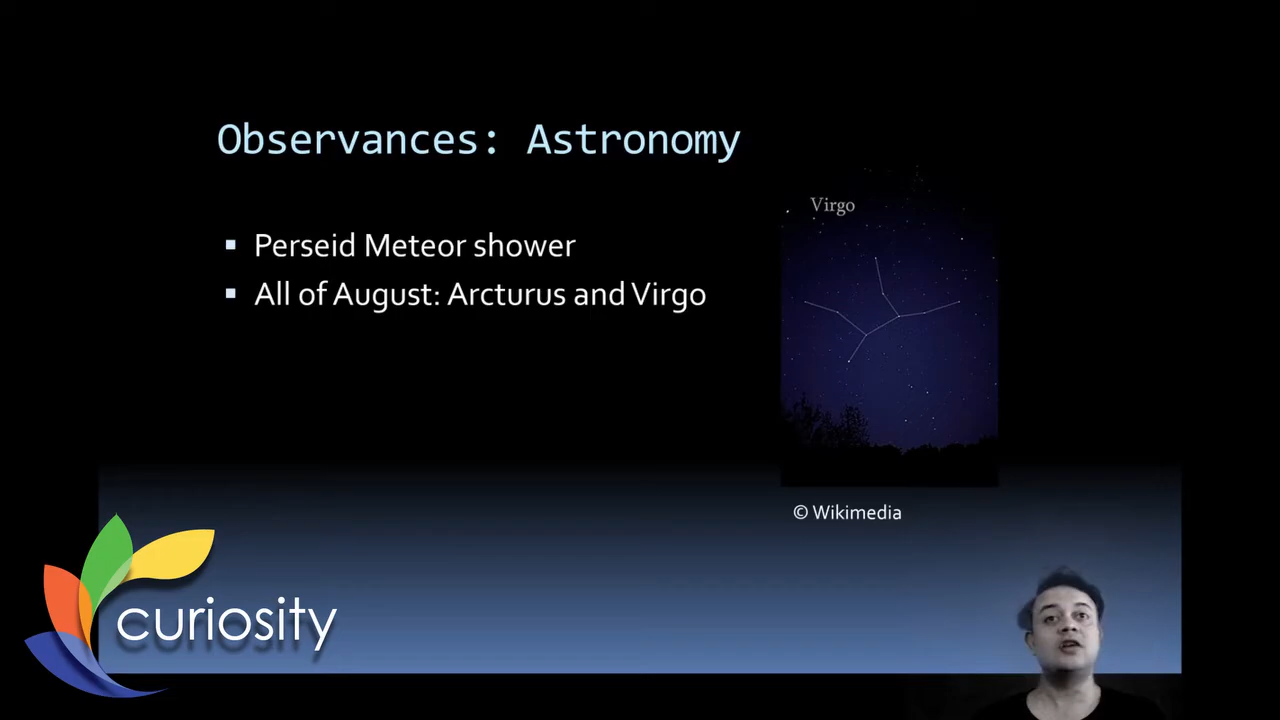 Observances: Astronomy
Virgo
▪ Perseid Meteor shower
▪ All of August: Arcturus and Virgo
© Wikimedia
curiosity